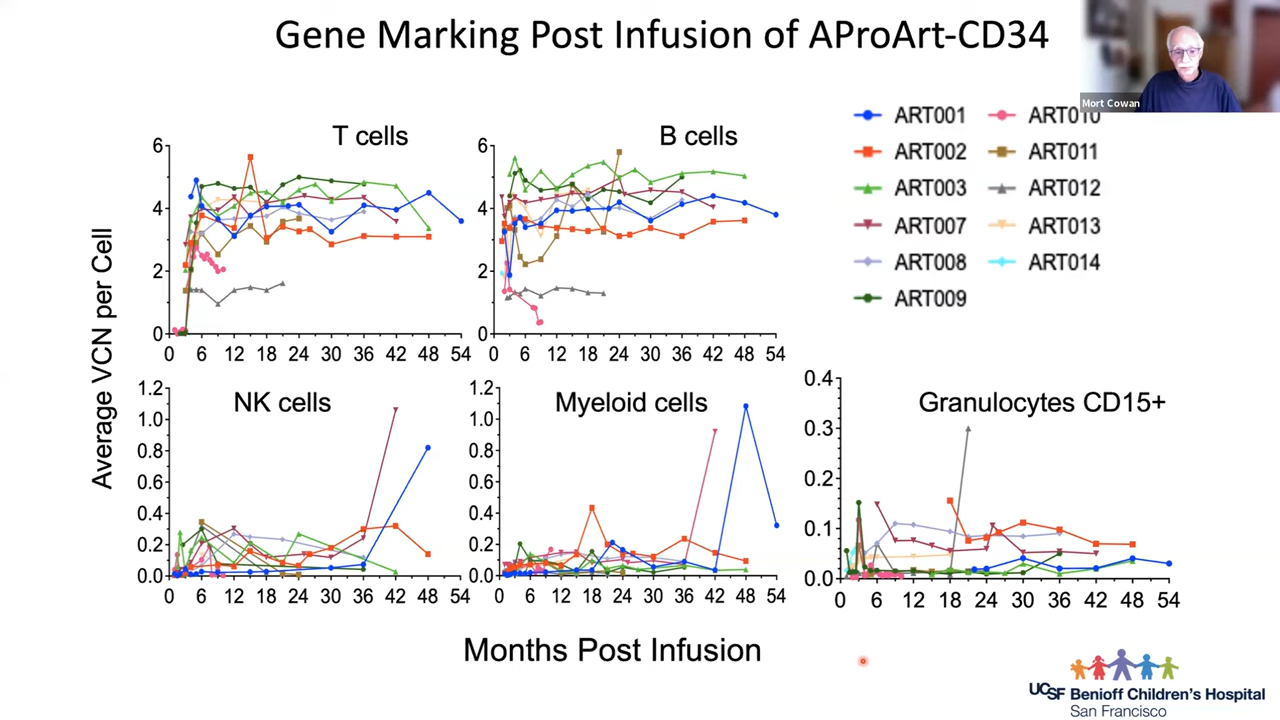 Gene Marking Post Infusion of AProArt-CD34
Mort Cowan
ART001
ART010
ART002
ART011
ART003
ART012
ART007
ART013
ART008
ART014
ART009
Average VCN per Cell
T cells
6
4
2
0
0 6 12 18 24 30 36 42 48 54
B cells
6
4
2
0
0 6 12 18 24 30 36 42 48 54
NK cells
1.2
1.0
0.8
0.6
0.4
0.2
0.0
0 6 12 18 24 30 36 42 48 54
Myeloid cells
1.2
1.0
0.8
0.6
0.4
0.2
0.0
0 6 12 18 24 30 36 42 48 54
Granulocytes CD15+
0.4
0.3
0.2
0.1
0.0
0 6 12 18 24 30 36 42 48 54
Months Post Infusion
UCSF Benioff Children's Hospital
San Francisco